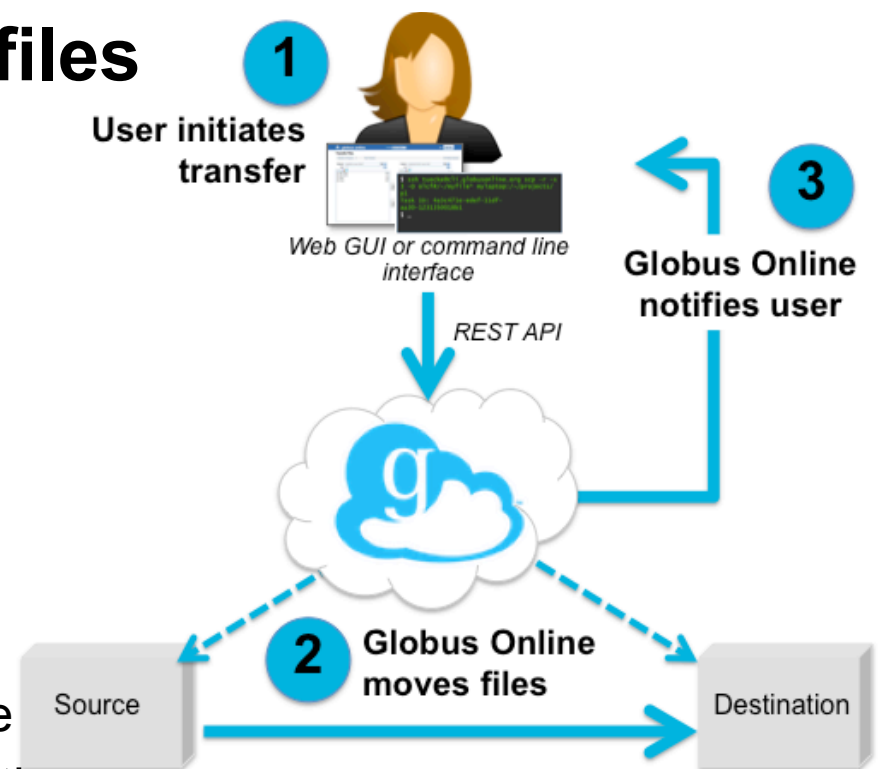 files
1
User initiates
transfer
Web GUI or command line
interface
REST API
3
Globus Online
notifies user
g
2
Globus Online
moves files
Source
Destination
e